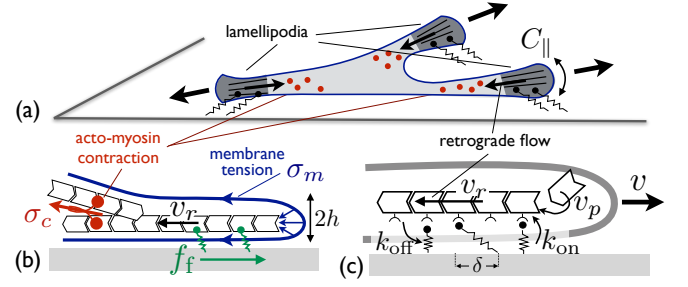 lamellipodia
C∥
(a)
acto-myosin
contraction
membrane
tension
σm
retrograde flow
σc
vr
2h
ff
(b)
vr
vp
v
koff
kon
δ
(c)